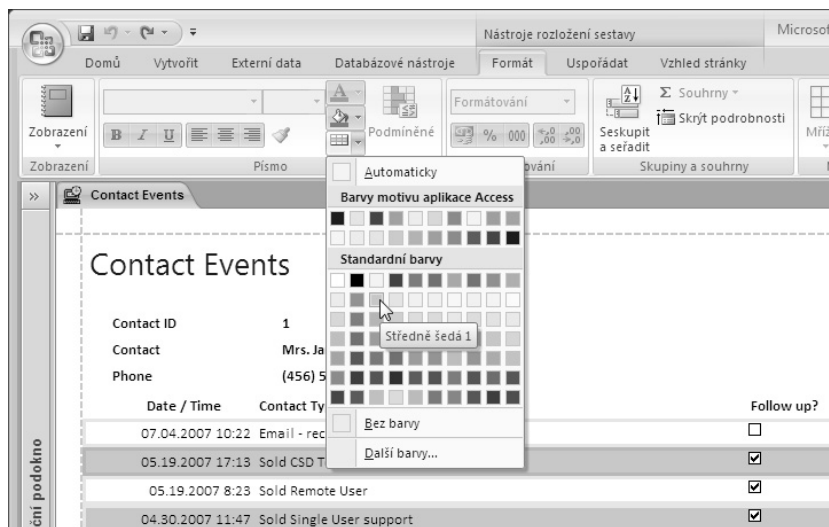 Nástroje rozložení sestavy
Microsof
Domů Vytvořit Externí data Databázové nástroje Formát Uspořádat Vzhled stránky
Formátování
Σ Souhrny
Skrýt podrobnosti
Zobrazení
B I U
Podmíněné
% 000
Seskupit
a seřadit
Mříž
Zobrazení Písmo ování Skupiny a souhrny
Contact Events
Automaticky
Barvy motivu aplikace Access
Standardní barvy
Středně šedá 1
Bez barvy
Další barvy...
Contact Events
Contact ID 1
Contact Mrs. Ja
Phone (456) 5
Date / Time Contact Ty Follow up?
07.04.2007 10:22 Email - rec
05.19.2007 17:13 Sold CSD T
05.19.2007 8:23 Sold Remote User
04.30.2007 11:47 Sold Single User support
ční podokno